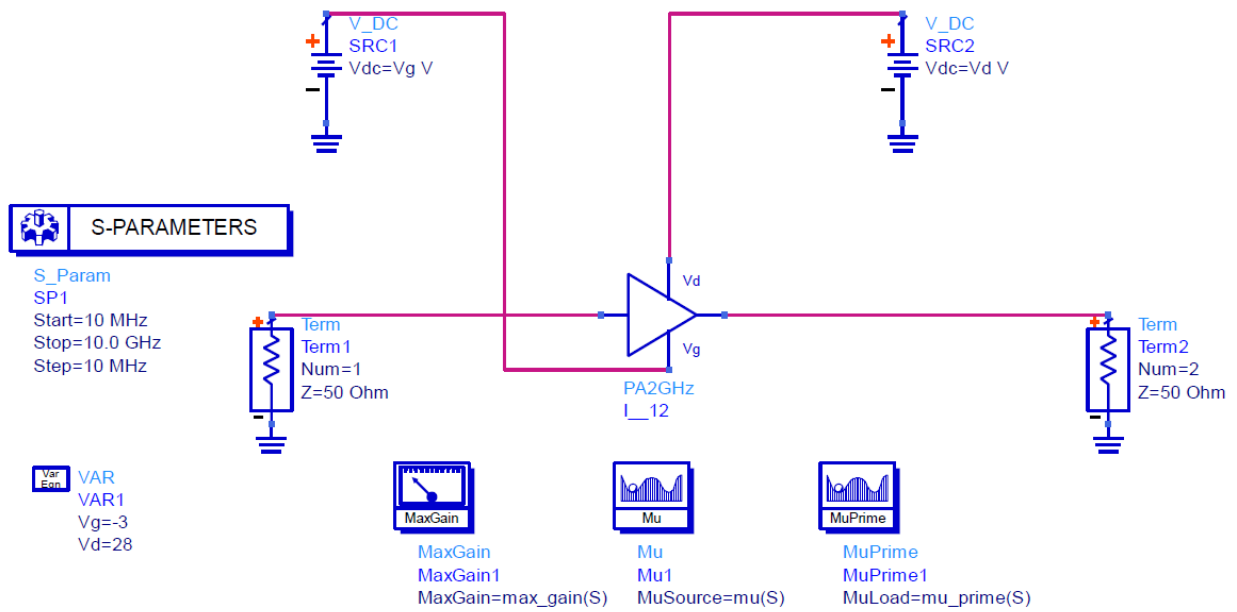 V_DC
SRC1
Vdc=Vg V
V_DC
SRC2
Vdc=Vd V
S-PARAMETERS
S_Param
SP1
Start=10 MHz
Stop=10.0 GHz
Step=10 MHz
Term
Term1
Num=1
Z=50 Ohm
Vd
Vg
PA2GHz
I__12
Term
Term2
Num=2
Z=50 Ohm
Var
Eqn
VAR
VAR1
Vg=-3
Vd=28
MaxGain
MaxGain
MaxGain1
MaxGain=max_gain(S)
Mu
Mu
Mu1
MuSource=mu(S)
MuPrime
MuPrime
MuPrime1
MuLoad=mu_prime(S)